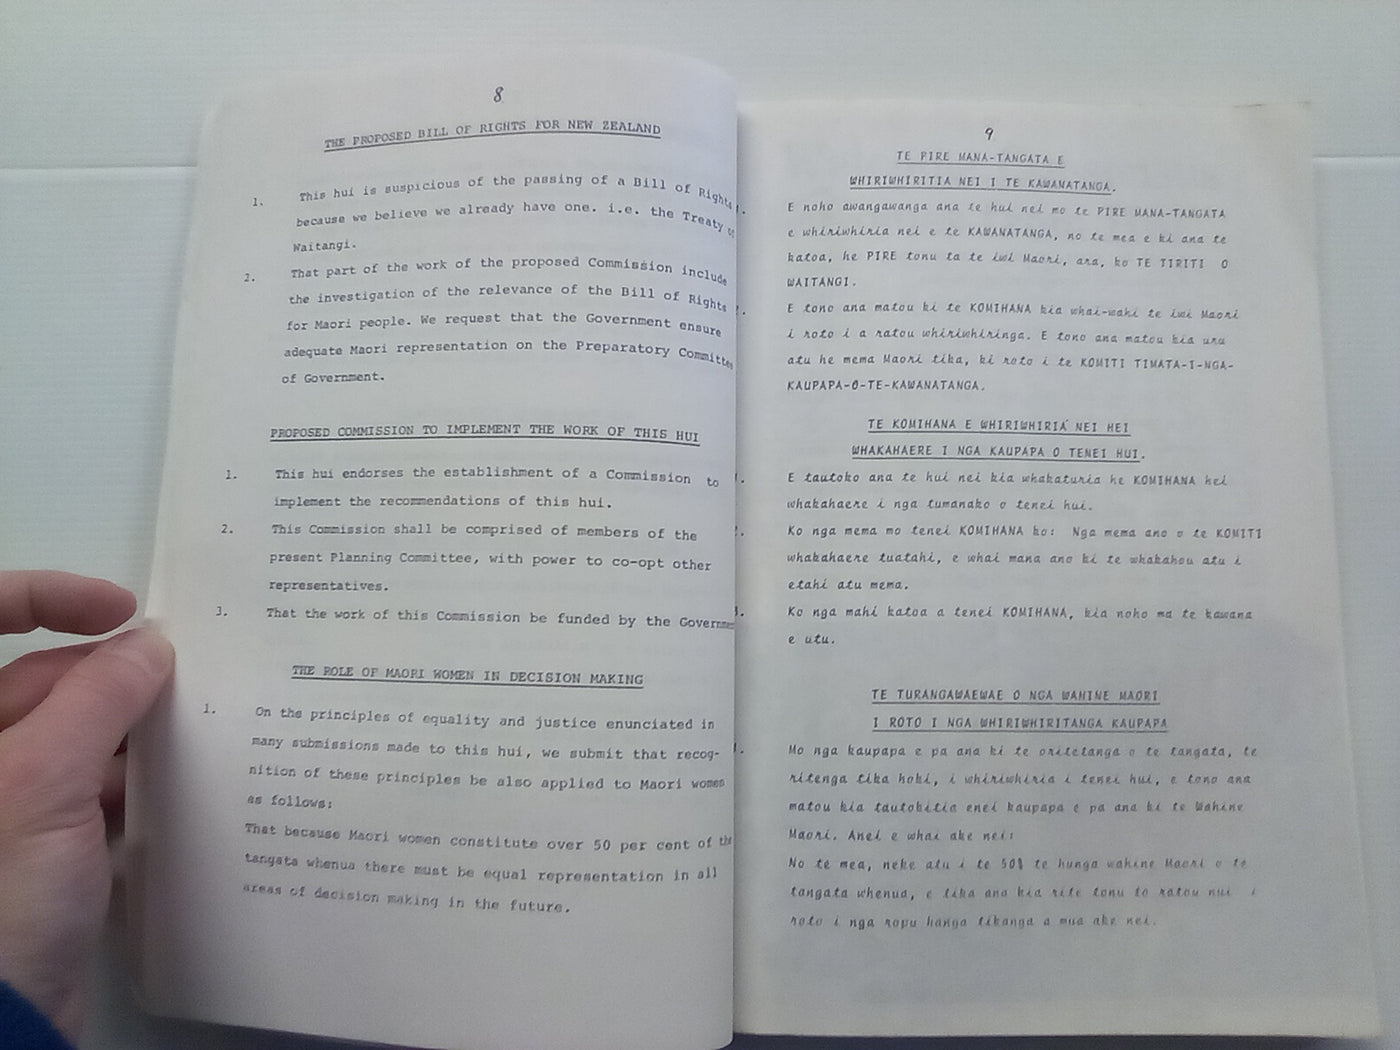 8
THE PROPOSED BILL OF RIGHTS FOR NEW ZEALAND
1. This hui is suspicious of the passing of a Bill of Rights
because we believe we already have one. i.e. the Treaty of
Waitangi.
2. That part of the work of the proposed Commission include
the investigation of the relevance of the Bill of Rights
for Maori people. We request that the Government ensure
adequate Maori representation on the Preparatory Committee
of Government.
PROPOSED COMMISSION TO IMPLEMENT THE WORK OF THIS HUI
1. This hui endorses the establishment of a Commission to
implement the recommendations of this hui.
2. This Commission shall be comprised of members of the
present Planning Committee, with power to co-opt other
representatives.
3. That the work of this Commission be funded by the Governme
THE ROLE OF MAORI WOMEN IN DECISION MAKING
1. On the principles of equality and justice enunciated in
many submissions made to this hui, we submit that recog-
nition of these principles be also applied to Maori women
as follows:
That because Maori women constitute over 50 per cent of the
tangata whenua there must be equal representation in all
areas of decision making in the future.
9
TE PIRE MANA-TANGATA E
WHIRIWHIRITIA NEI I TE KAWANATANGA.
E noho awangawanga ana te hui nei mo te PIRE MANA-TANGATA
e whiriwhiria nei e te KAWANATANGA, no te mea e ki ana te
katoa, he PIRE tonu ta te iwi Maori, ara, ko TE TIRITI O
WAITANGI.
E tono ana matou ki te KOMIHANA kia whai-waki te iwi Maori
i roto i a ratou whiriwhiringa. E tono ana matou kia uru
atu he mema Maori tika, ki roto i te KOMITI TIMATA-I-NGA-
KAUPAPA-O-TE-KAWANATANGA.
TE KOMIHANA E WHIRIWHIRIA NEI HEI
WHAKAHAERE I NGA KAUPAPA O TENEI HUI.
E tautoko ana te hui nei kia whakaturia he KOMIHANA hei
whakahaere i nga tumanako o tenei hui.
Ko nga mema mo tenei KOMIHANA ko: Nga mema ano o te KOMITI
whakahaere tuatahi, e whai mana ano ki te whakahou atu i
etahi atu mema.
3. Ko nga mahi katoa a tenei KOMIHANA, kia noho ma te kawana
e utu.
TE TURANGAWAEWAE O NGA WAHINE MAORI
I ROTO I NGA WHIRIWHIRITANGA KAUPAPA
Mo nga kaupapa e pa ana ki te oritetanga o te tangata, te
ritenga tika hoki, i whiriwhiria i tenei hui, e tono ana
matou kia tautokitia enei kaupapa e pa ana ki te Wahine
Maori. Anei e whai ake nei:
No te mea, neke atu i te 50% te hunga wahine Maori o te
tangata whenua, e tika ana kia rite tonu to ratou nui i
roto i nga ropu hanga tikanga a mua ake nei.